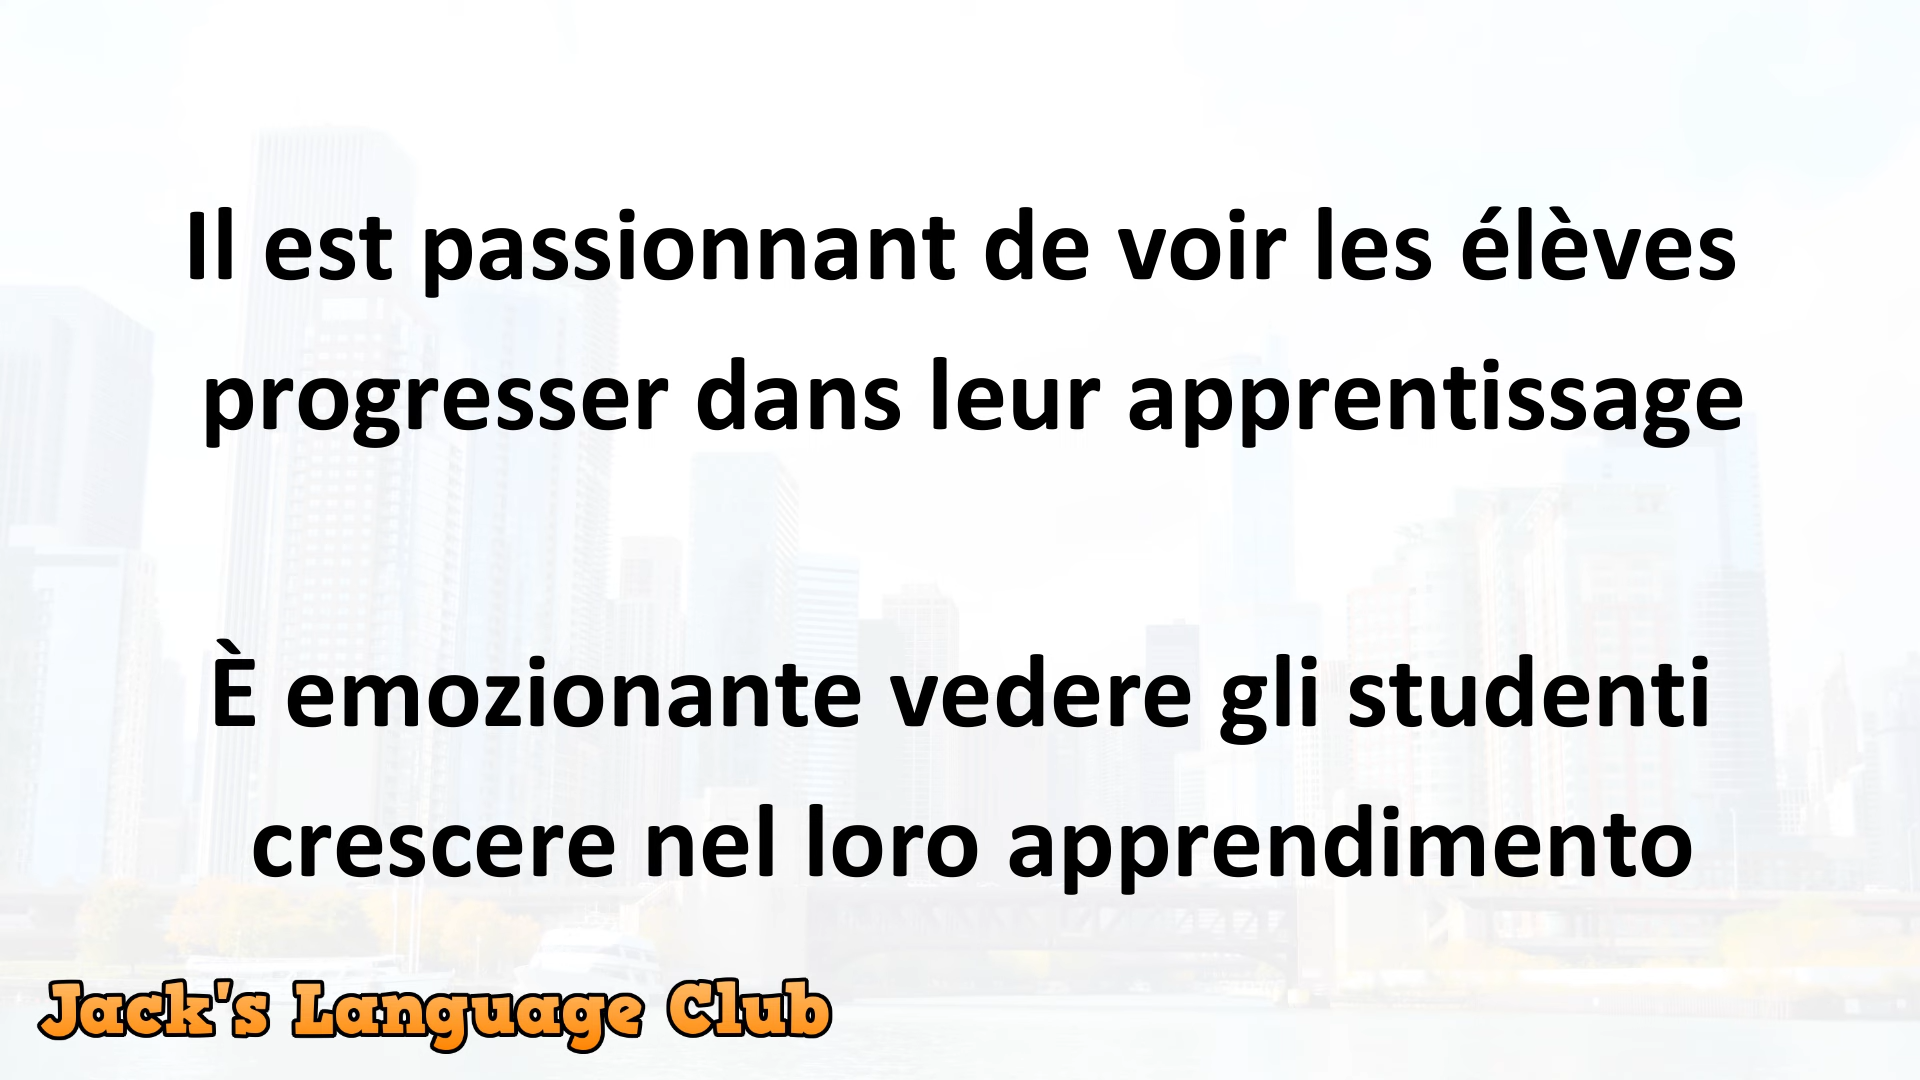 Il est passionnant de voir les élèves
progresser dans leur apprentissage
È emozionante vedere gli studenti
crescere nel loro apprendimento
Jack's Language Club